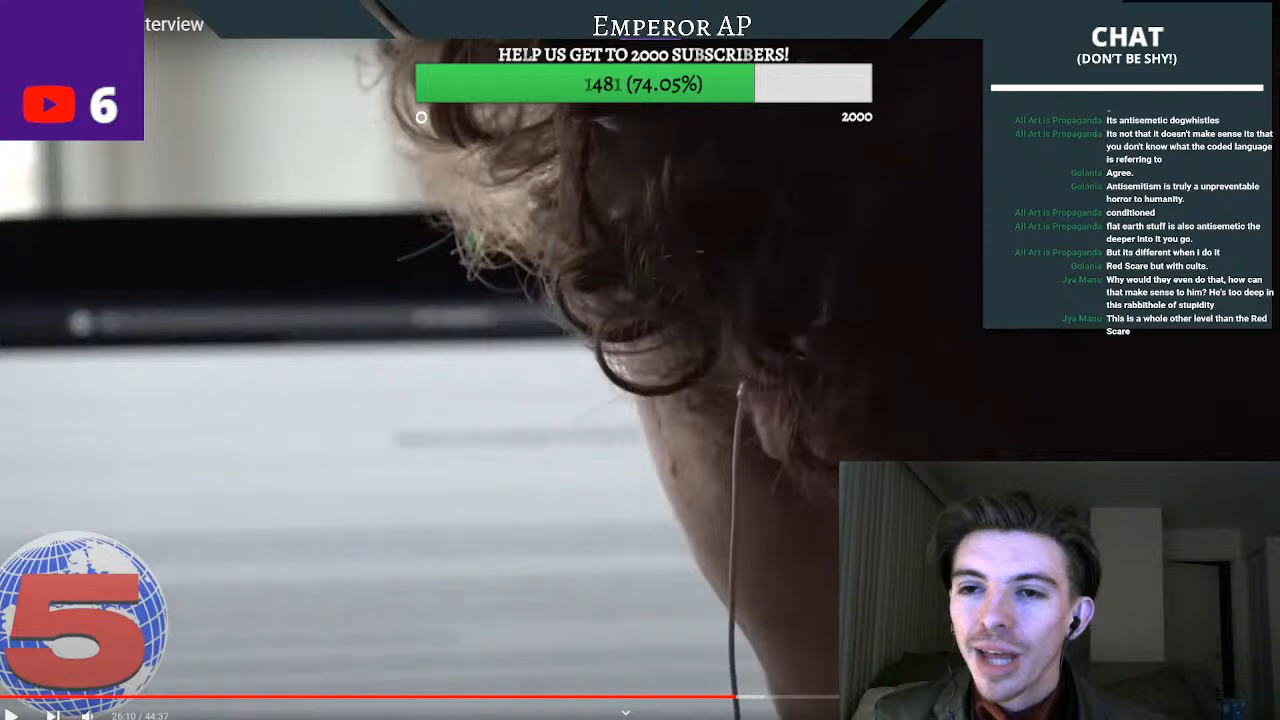 terview
EMPEROR AP
HELP US GET TO 2000 SUBSCRIBERS!
1481 (74.05%)
0
2000
6
CHAT
(DON'T BE SHY!)
All Art is Propaganda Its antisemetic dogwhistles
All Art is Propaganda Its not that it doesn't make sense its that
you don't know what the coded language
is referring to
Golania Agree.
Golania Antisemitism is truly a unpreventable
horror to humanity.
All Art is Propaganda conditioned
All Art is Propaganda flat earth stuff is also antisemetic the
deeper into it you go.
All Art is Propaganda But its different when I do it
Golania Red Scare but with cults.
Jya Manu Why would they even do that, how can
that make sense to him? He's too deep in
this rabbithole of stupidity
Jya Manu This is a whole other level than the Red
Scare
5
26:10 / 44:37